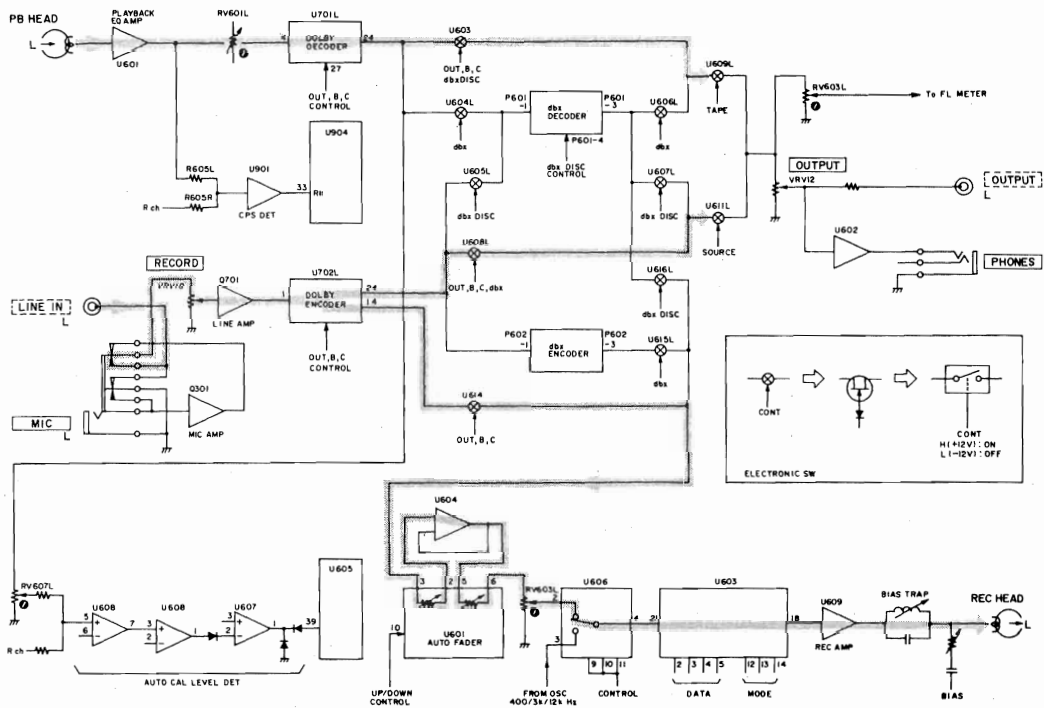 PB HEAD
L
PLAYBACK
EQ AMP
U601
RV601L
U701L
4
DOLBY
DECODER
24
27
OUT, B, C
CONTROL
U603
OUT, B, C
dbx DISC
U609L
TAPE
RV603L
To FL METER
U904
33
R11
R605L
R605R
R ch
U901
CPS DET
U604L
dbx
P601
-1
dbx
DECODER
P601
-3
P601-4
dbx DISC
CONTROL
U606L
dbx
U605L
dbx DISC
U607L
dbx DISC
OUTPUT
VRV12
OUTPUT
L
U611L
SOURCE
U602
PHONES
U608L
OUT, B, C, dbx
RECORD
VRV12
LINE IN
L
Q701
LINE AMP
U702L
1
DOLBY
ENCODER
24
14
OUT, B, C
CONTROL
U616L
dbx DISC
P602
-1
dbx
ENCODER
P602
-3
U615L
dbx
Q301
MIC AMP
MIC
L
U614
OUT, B, C
CONT
CONT
H(+12V) : ON
L(-12V) : OFF
ELECTRONIC SW
RV607L
R ch
U608
5
+
6
-
7
U608
3
+
2
-
1
U607
3
+
2
-
1
39
U605
AUTO CAL LEVEL DET
U604
3
2
5
6
10
U601
AUTO FADER
UP/DOWN
CONTROL
RV603L
2
3
U606
4
9
10
11
FROM OSC
400/3k/12k Hz
CONTROL
U603
21
18
2
3
4
5
12
13
14
DATA
MODE
U609
REC AMP
BIAS TRAP
BIAS
REC HEAD
L